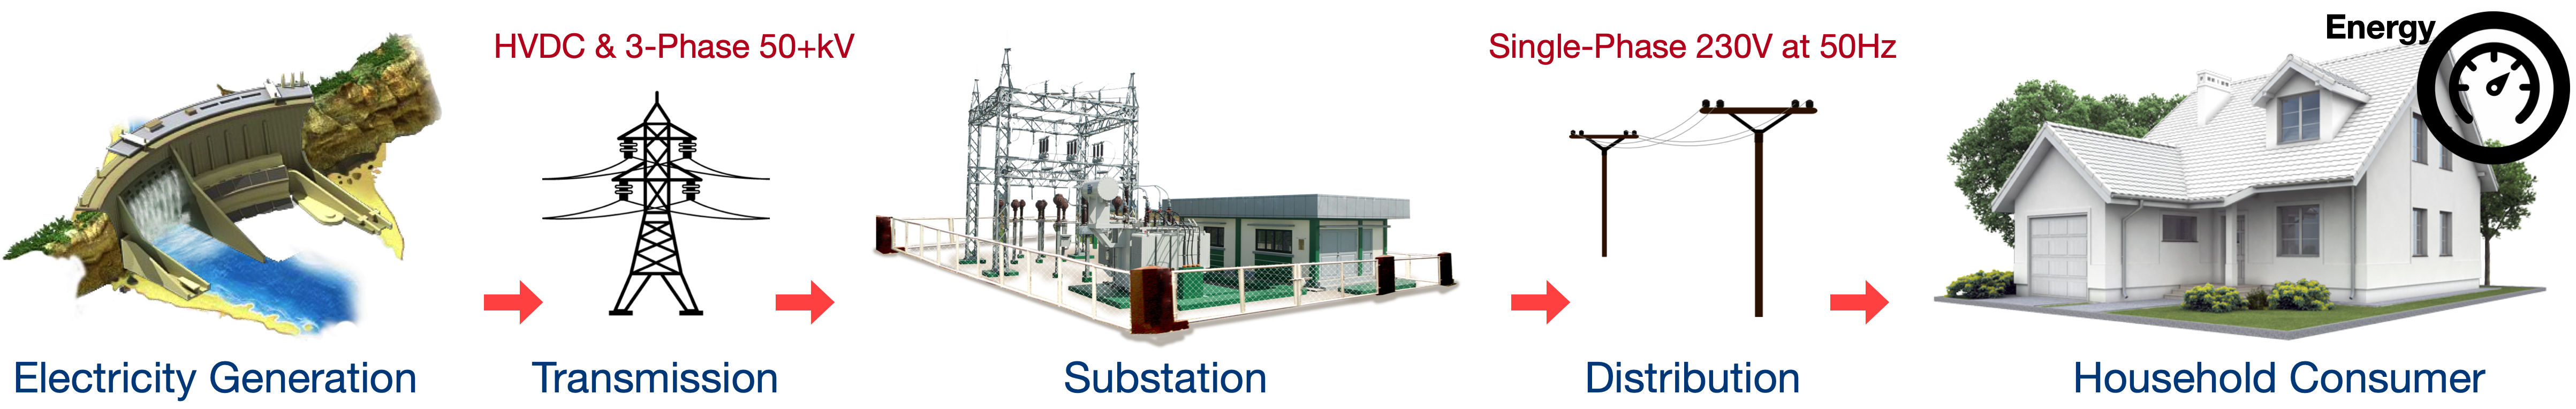 HVDC & 3-Phase 50+kV
Single-Phase 230V at 50Hz
Energy
Electricity Generation
Transmission
Substation
Distribution
Household Consumer